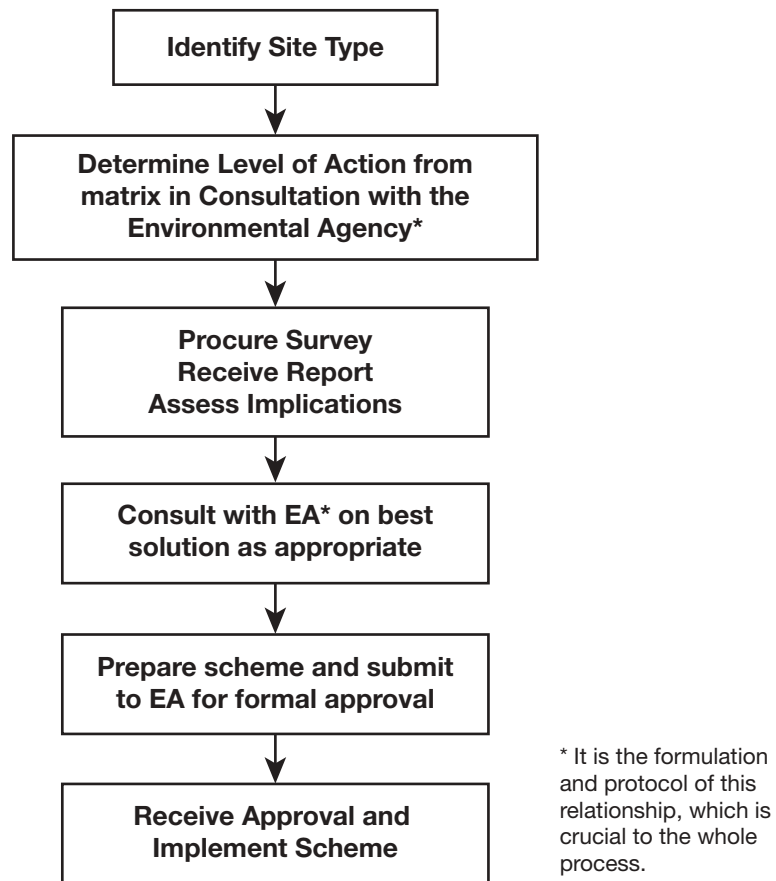 Identify Site Type
Determine Level of Action from
matrix in Consultation with the
Environmental Agency*
Procure Survey
Receive Report
Assess Implications
Consult with EA* on best
solution as appropriate
Prepare scheme and submit
to EA for formal approval
Receive Approval and
Implement Scheme
* It is the formulation
and protocol of this
relationship, which is
crucial to the whole
process.